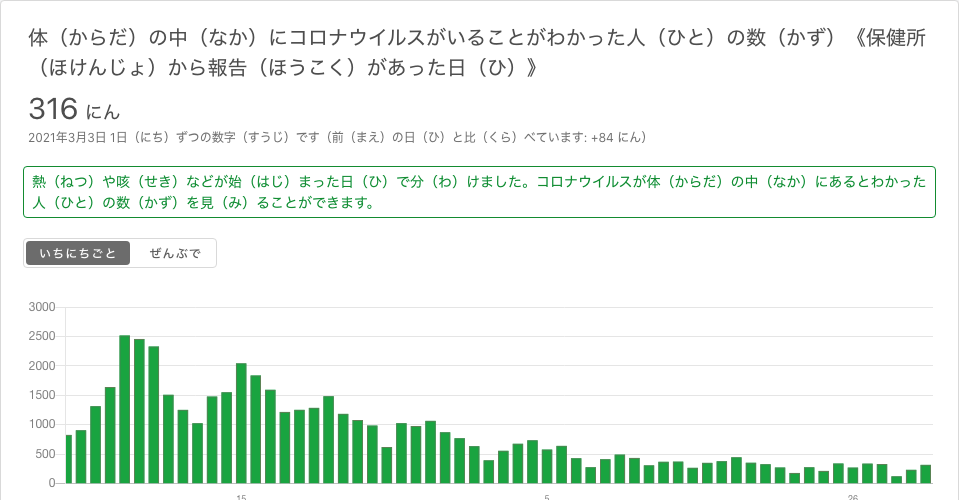 体（からだ）の中（なか）にコロナウイルスがいることがわかった人（ひと）の数（かず）《保健所
（ほけんじょ）から報告（ほうこく）があった日（ひ）》
316 にん
2021年3月3日 1日（にち）ずつの数字（すうじ）です（前（まえ）の日（ひ）と比（くら）べています: +84 にん）
熱（ねつ）や咳（せき）などが始（はじ）まった日（ひ）で分（わ）けました。コロナウイルスが体（からだ）の中（なか）にあるとわかった
人（ひと）の数（かず）を見（み）ることができます。
いちにちごと ぜんぶで
3000
2500
2000
1500
1000
500
0
15 5 26